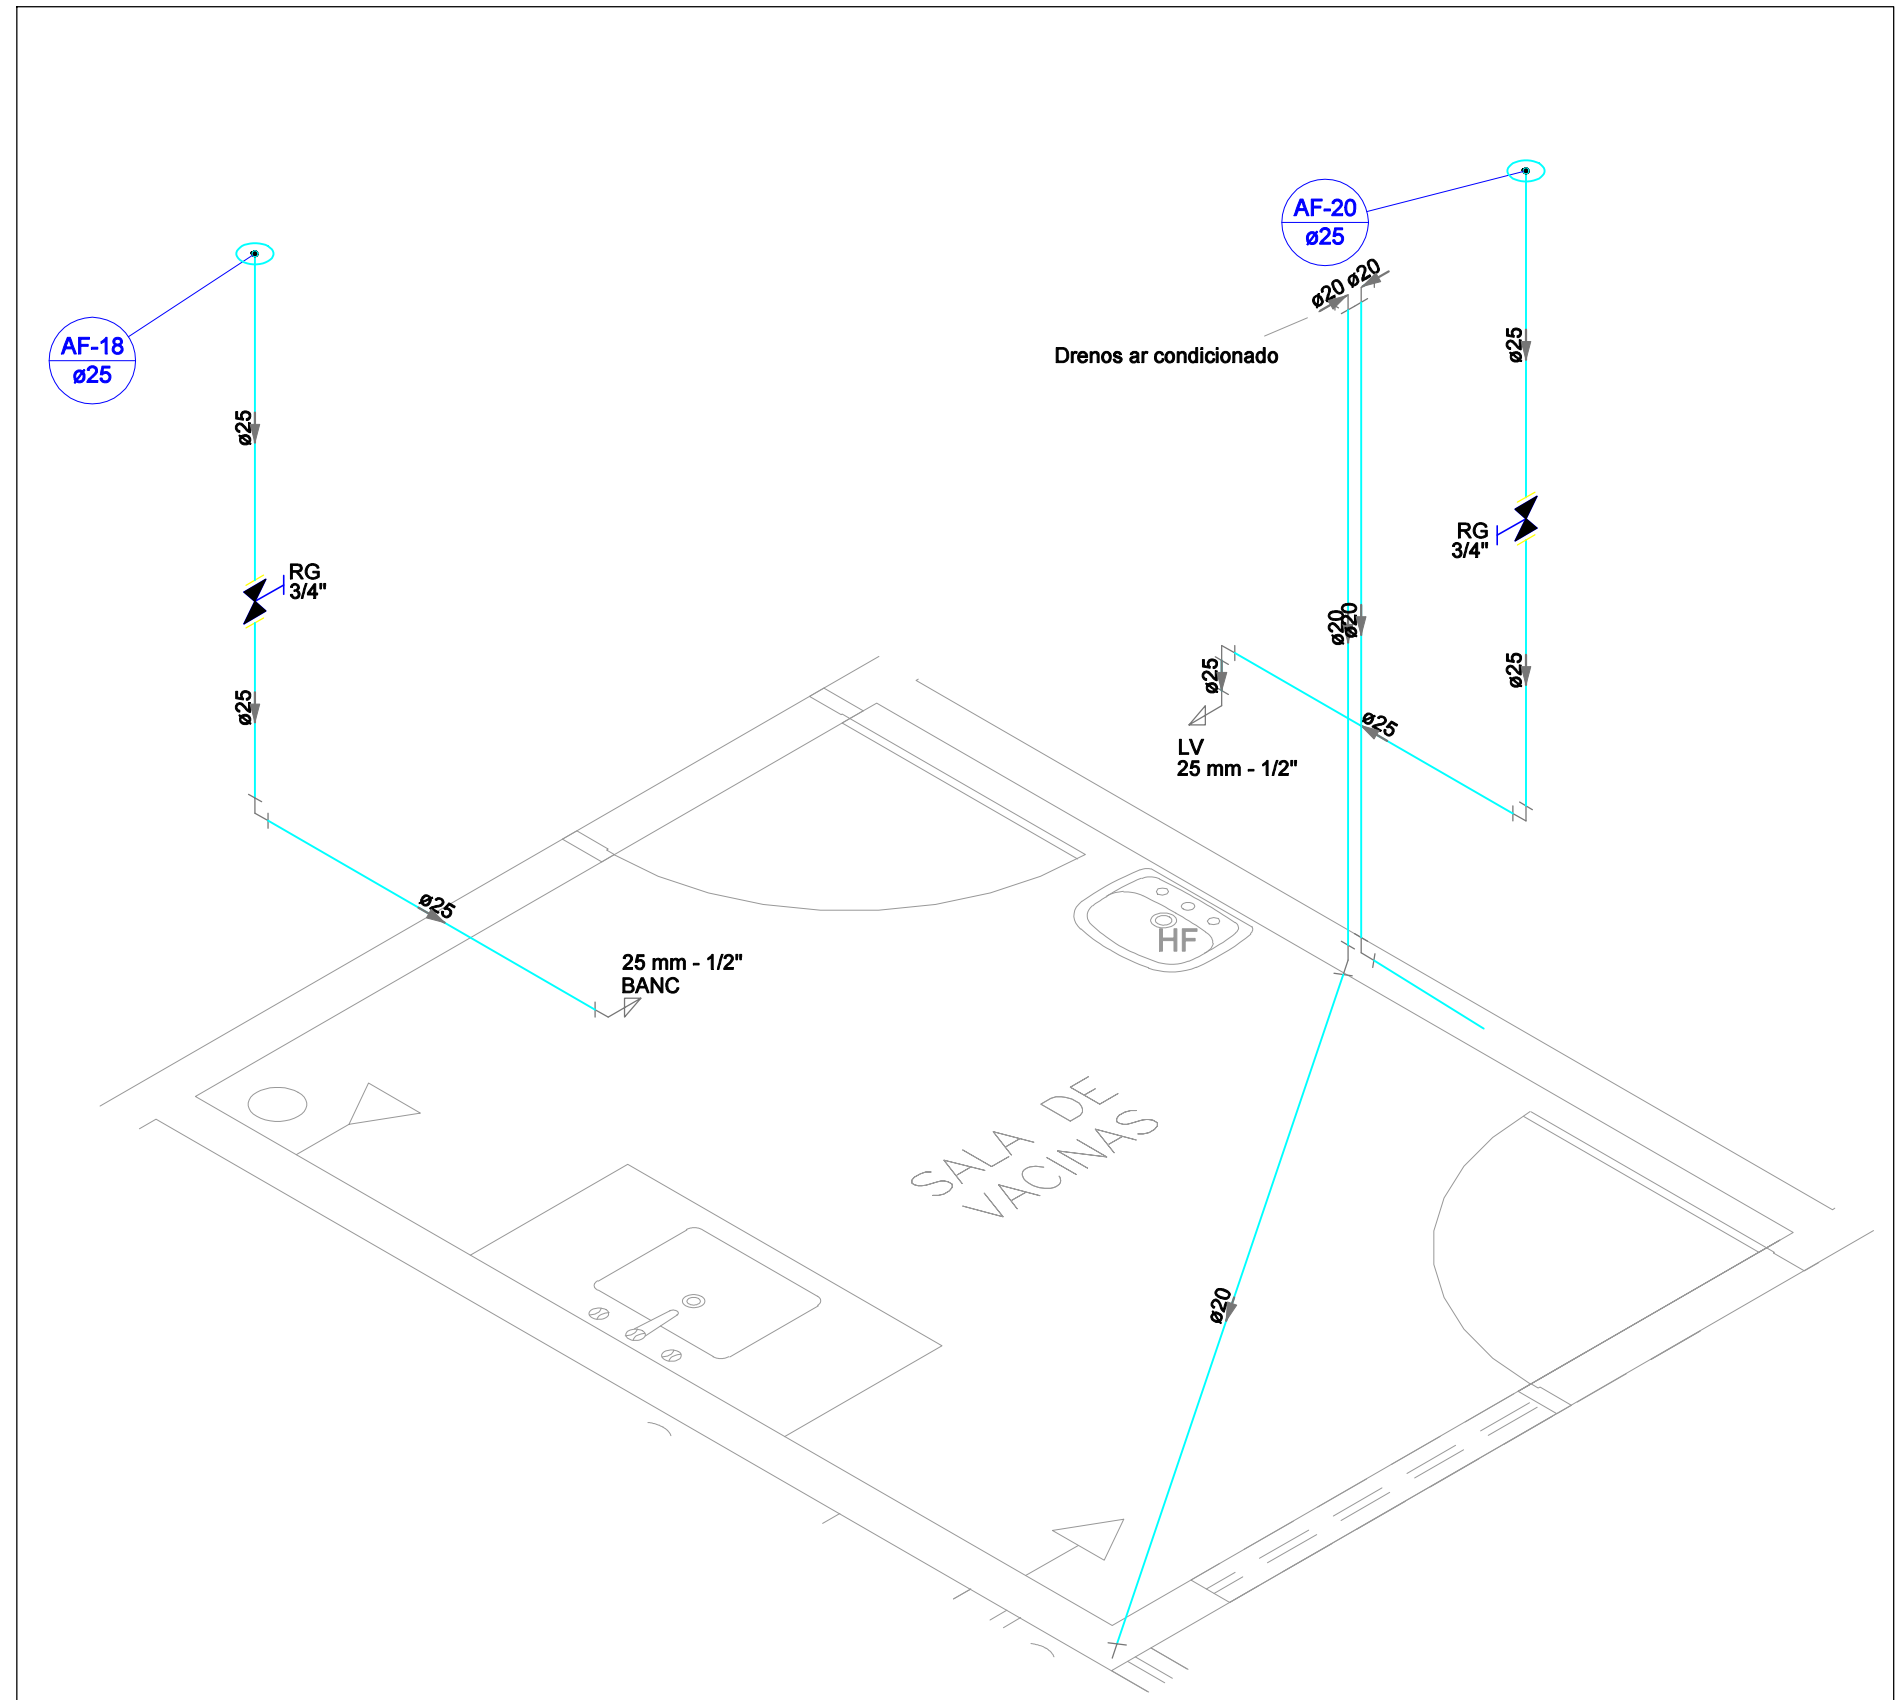 AF-20
ø25
AF-18
ø25
ø20
ø20
Drenos ar condicionado
ø25
ø25
RG
3/4"
RG
3/4"
ø20
ø20
ø25
ø25
ø25
ø25
LV
25 mm - 1/2"
ø25
HF
25 mm - 1/2"
BANC
SALA DE
VACINAS
ø20